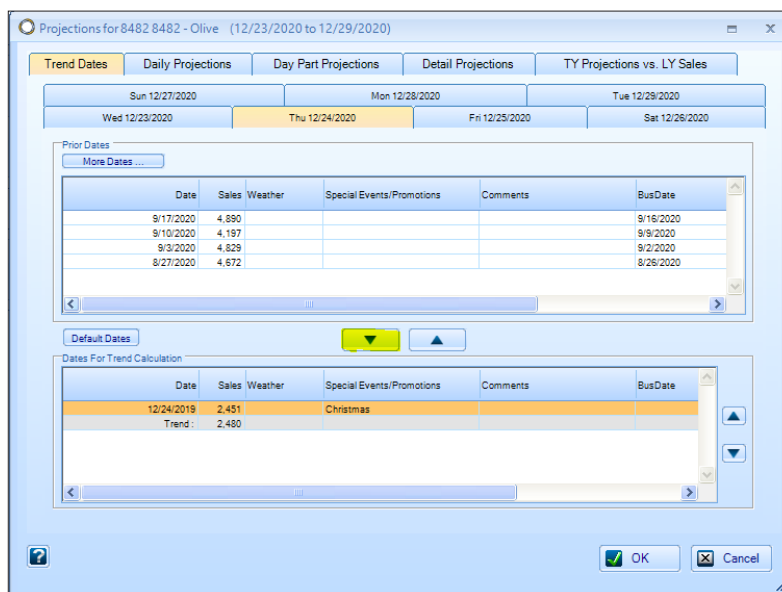 Projections for 8482 8482 - Olive (12/23/2020 to 12/29/2020)
Trend Dates Daily Projections Day Part Projections Detail Projections TY Projections vs. LY Sales
Sun 12/27/2020 Mon 12/28/2020 Tue 12/29/2020
Wed 12/23/2020 Thu 12/24/2020 Fri 12/25/2020 Sat 12/26/2020
Prior Dates
More Dates ...
Date Sales Weather Special Events/Promotions Comments BusDate
9/17/2020 4,890 9/16/2020
9/10/2020 4,197 9/9/2020
9/3/2020 4,829 9/2/2020
8/27/2020 4,672 8/26/2020
Default Dates
Dates For Trend Calculation
Date Sales Weather Special Events/Promotions Comments BusDate
12/24/2019 2,451 Christmas
Trend : 2,480
? OK Cancel